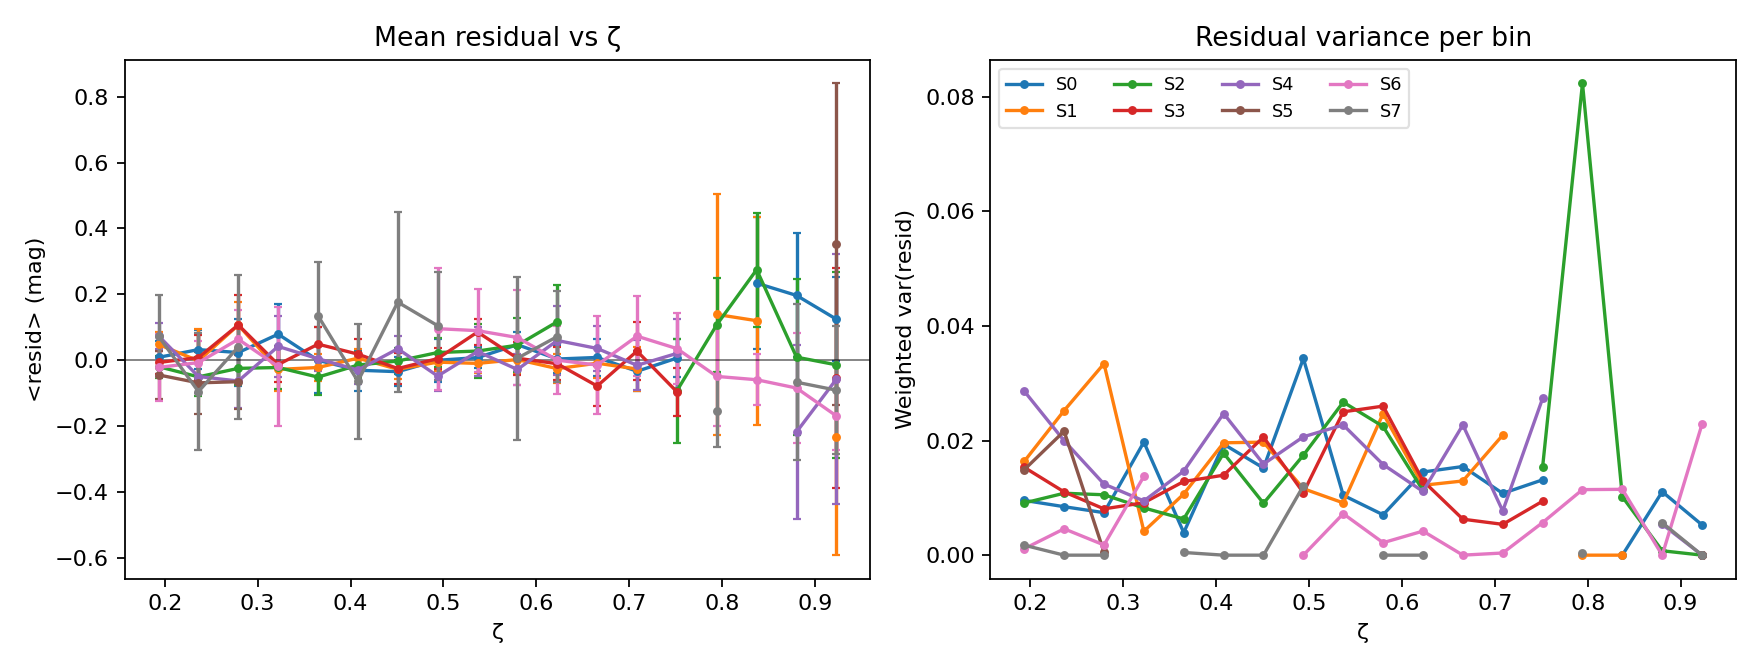 Mean residual vs ζ
<resid> (mag)
0.8
0.6
0.4
0.2
0.0
−0.2
−0.4
−0.6
0.2 0.3 0.4 0.5 0.6 0.7 0.8 0.9
ζ
Residual variance per bin
Weighted var(resid)
S0 S2 S4 S6
S1 S3 S5 S7
0.08
0.06
0.04
0.02
0.00
0.2 0.3 0.4 0.5 0.6 0.7 0.8 0.9
ζ